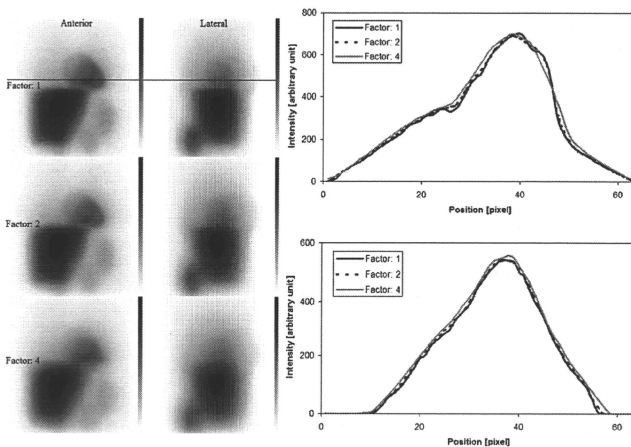 Anterior
Lateral
Factor: 1
Factor: 2
Factor: 4
800
600
400
200
0
Intensity [arbitrary unit]
Factor: 1
Factor: 2
Factor: 4
0
20
40
60
Position [pixel]
600
400
200
0
Intensity [arbitrary unit]
Factor: 1
Factor: 2
Factor: 4
0
20
40
60
Position [pixel]